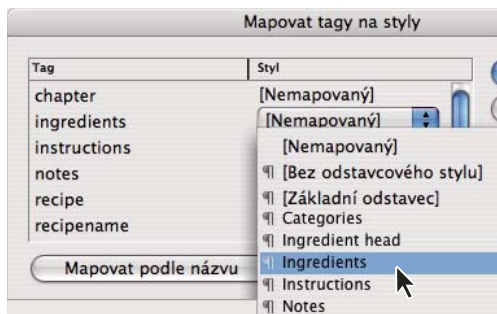 Mapovat tagy na styly
Tag Styl
chapter [Nemapovaný]
ingredients [Nemapovaný]
instructions [Nemapovaný]
notes ¶ [Bez odstavcového stylu]
recipe ¶ [Základní odstavec]
¶ Categories
recipename ¶ Ingredient head
Mapovat podle názvu ¶ Ingredients
¶ Instructions
¶ Notes